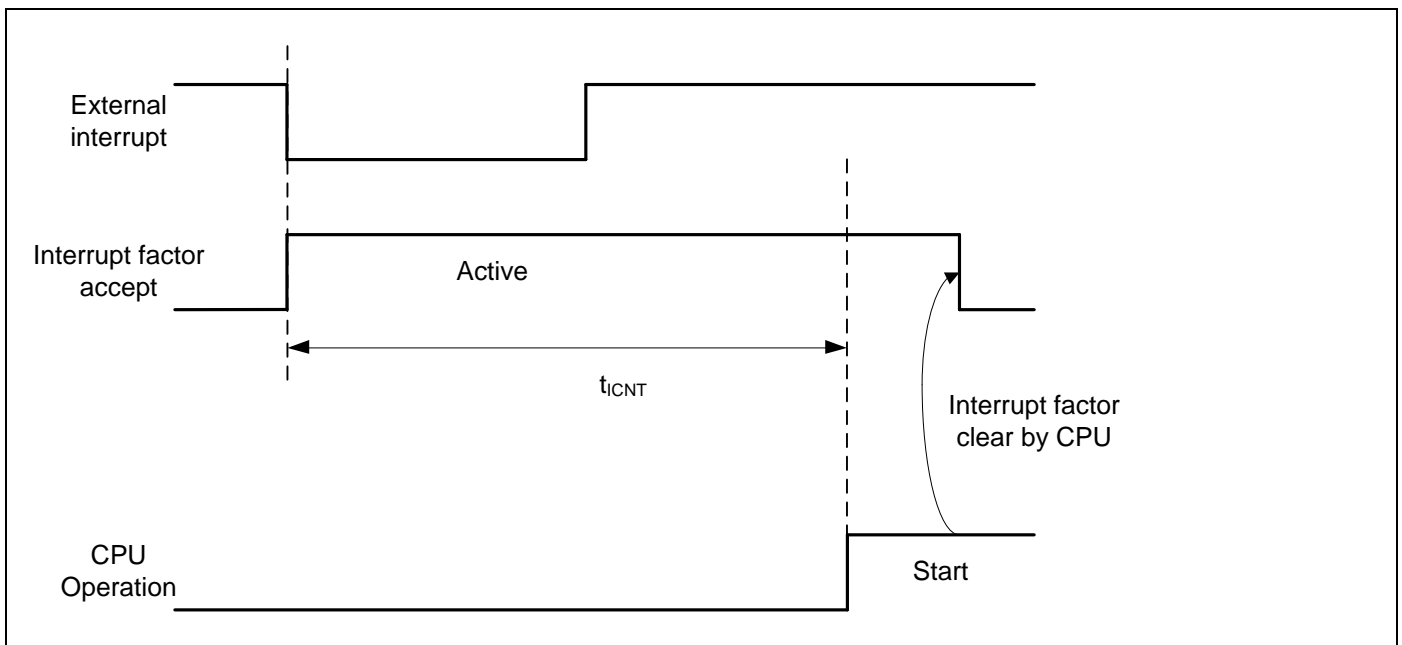 External
interrupt
Interrupt factor
accept
Active
tICNT
Interrupt factor
clear by CPU
CPU
Operation
Start